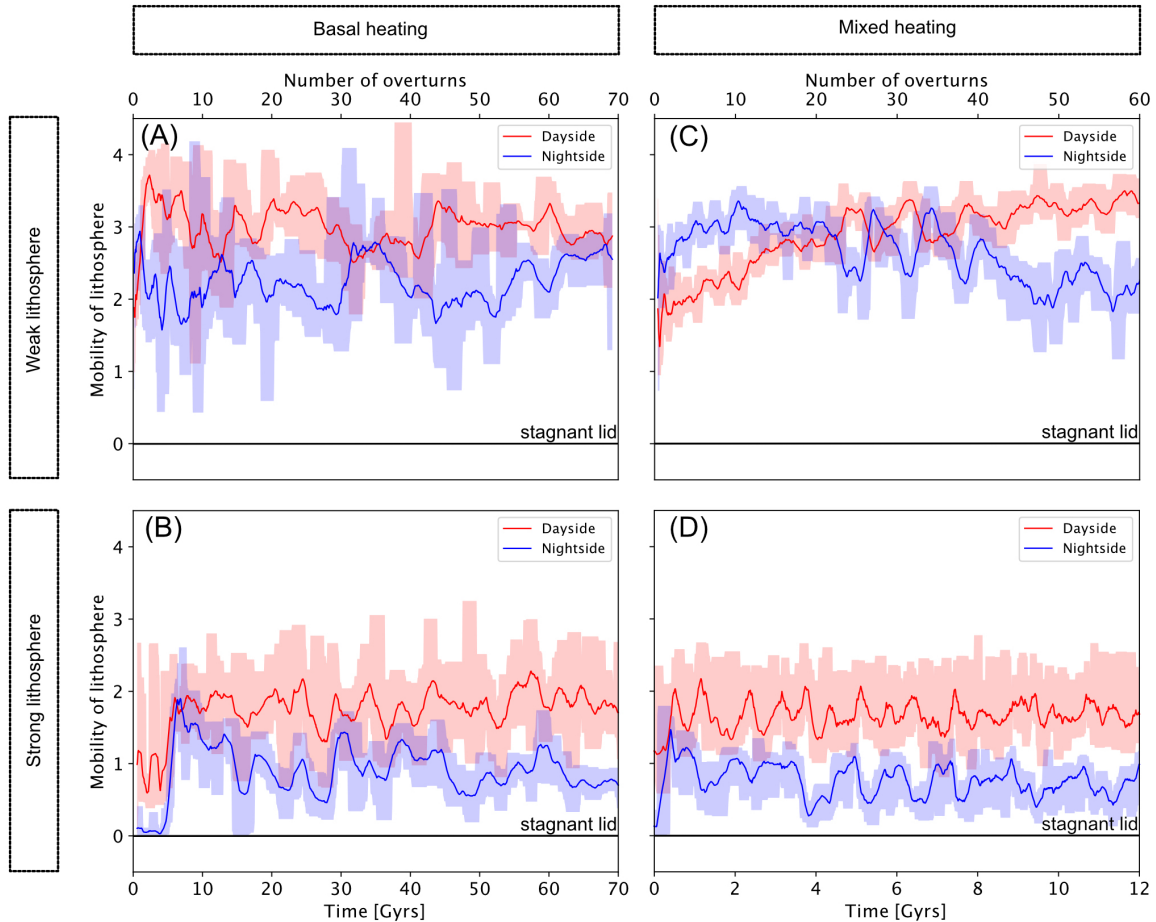 Basal heating
Mixed heating
Number of overturns
Number of overturns
0 10 20 30 40 50 60 70
0 10 20 30 40 50 60
Weak lithosphere
Mobility of lithosphere
4
3
2
1
0
(A)
Dayside
Nightside
stagnant lid
(C)
Dayside
Nightside
stagnant lid
Strong lithosphere
Mobility of lithosphere
4
3
2
1
0
(B)
Dayside
Nightside
stagnant lid
(D)
Dayside
Nightside
stagnant lid
0 10 20 30 40 50 60 70
0 2 4 6 8 10 12
Time [Gyrs]
Time [Gyrs]